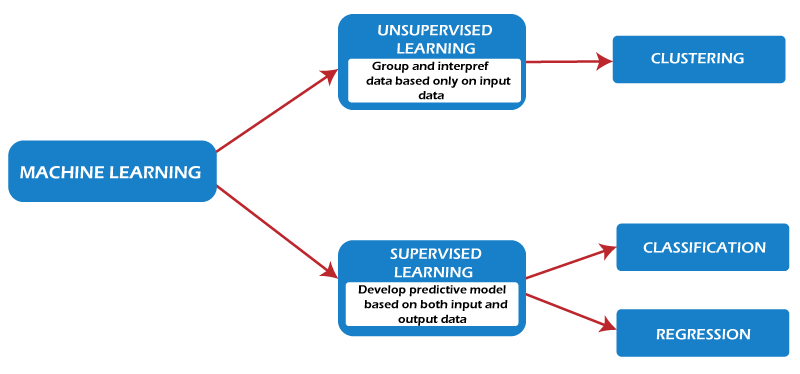 UNSUPERVISED
LEARNING
Group and interpref
data based only on input
data
CLUSTERING
MACHINE LEARNING
SUPERVISED
LEARNING
Develop predictive model
based on both input and
output data
CLASSIFICATION
REGRESSION